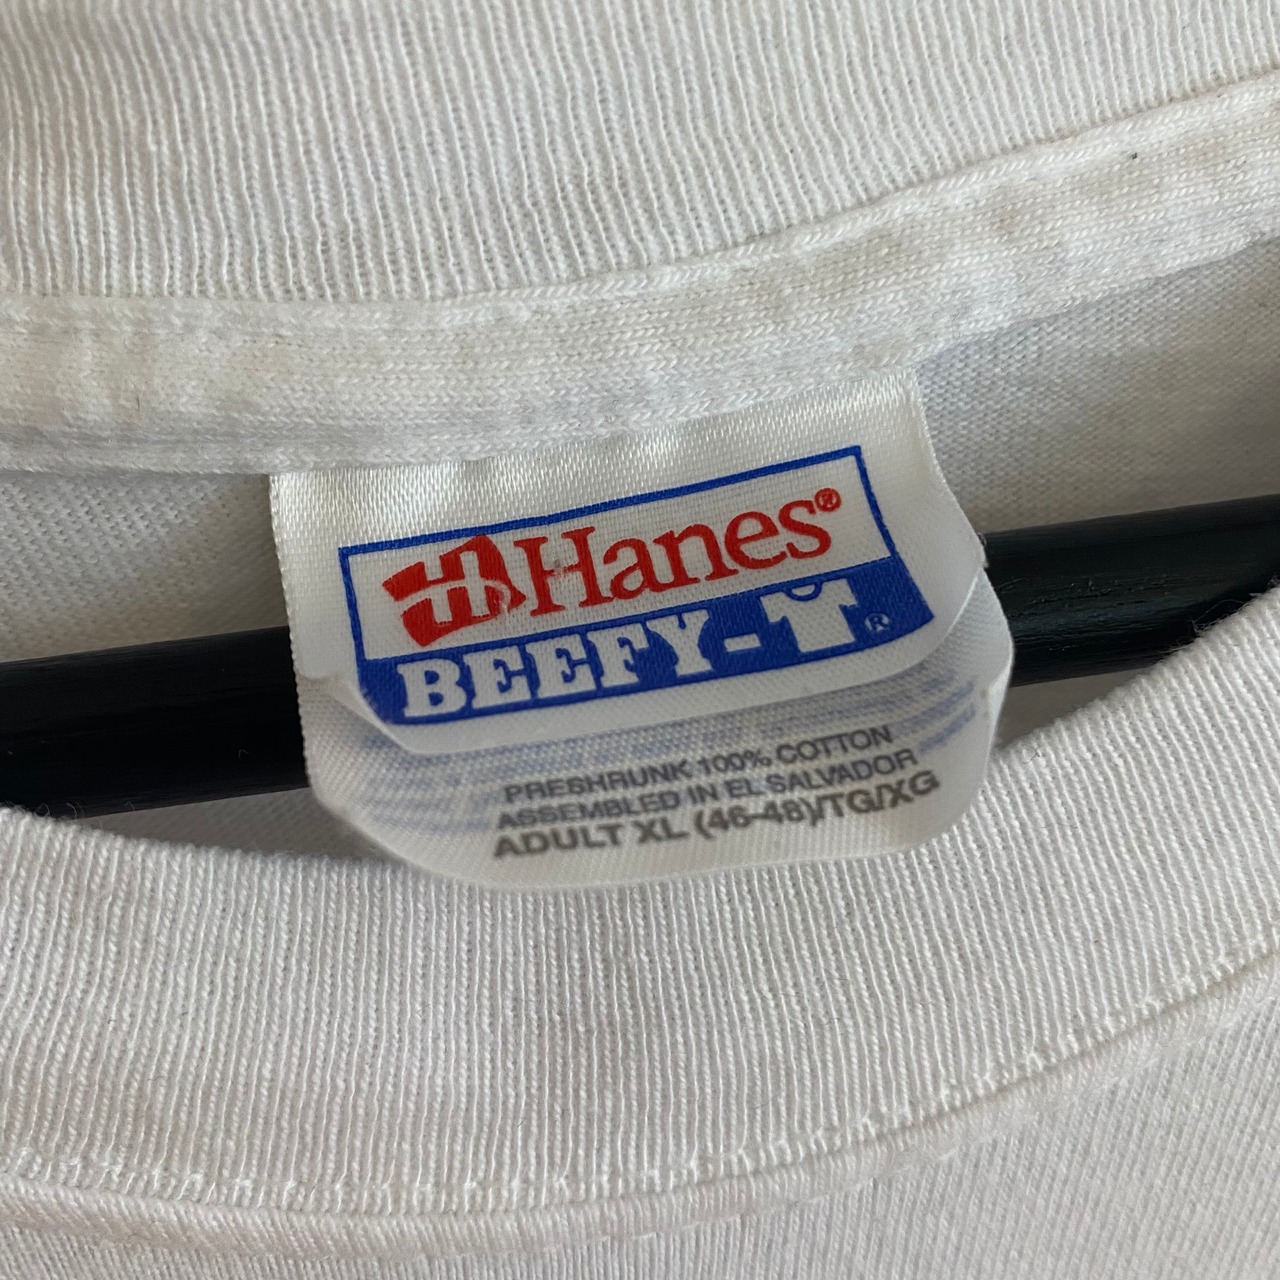 Hanes®
BEEFY-T®
PRESHRUNK 100% COTTON
ASSEMBLED IN EL SALVADOR
ADULT XL (46-48)/TG/XG